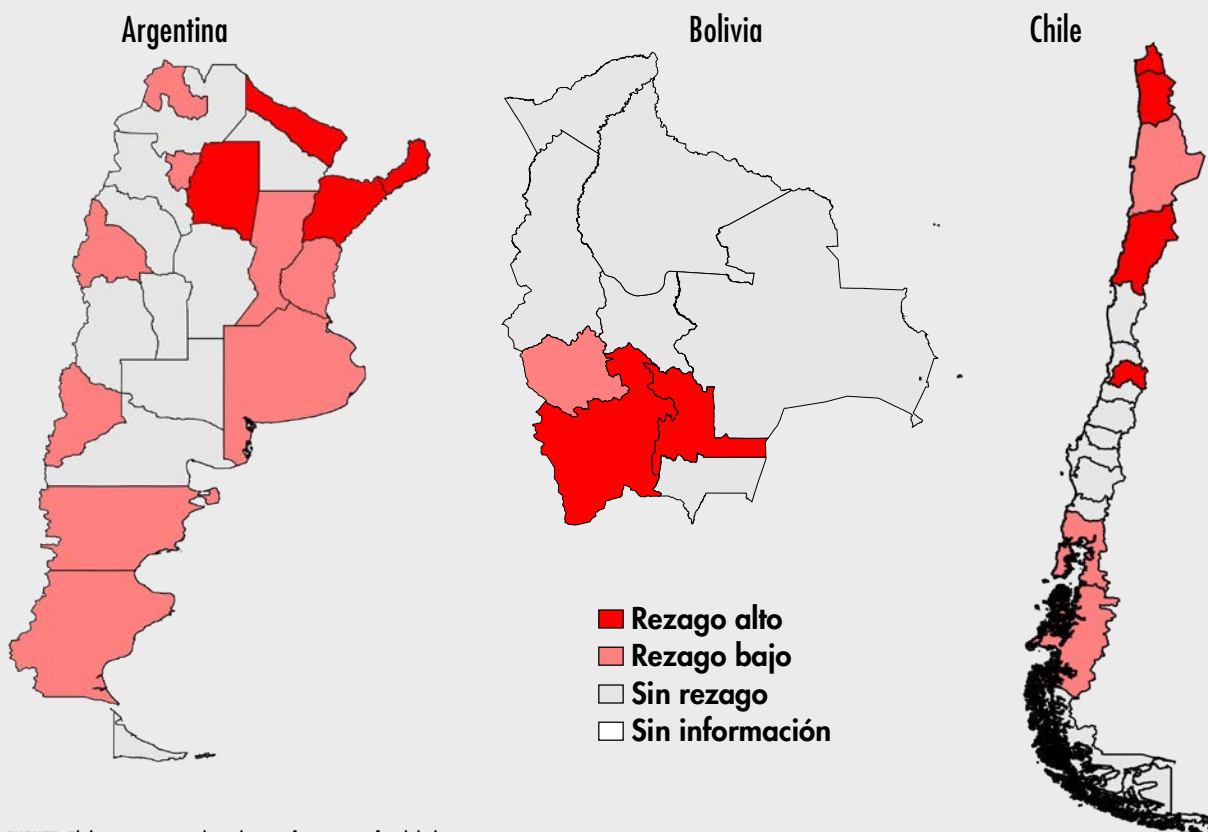 Argentina
Bolivia
Chile
Rezago alto
Rezago bajo
Sin rezago
Sin información